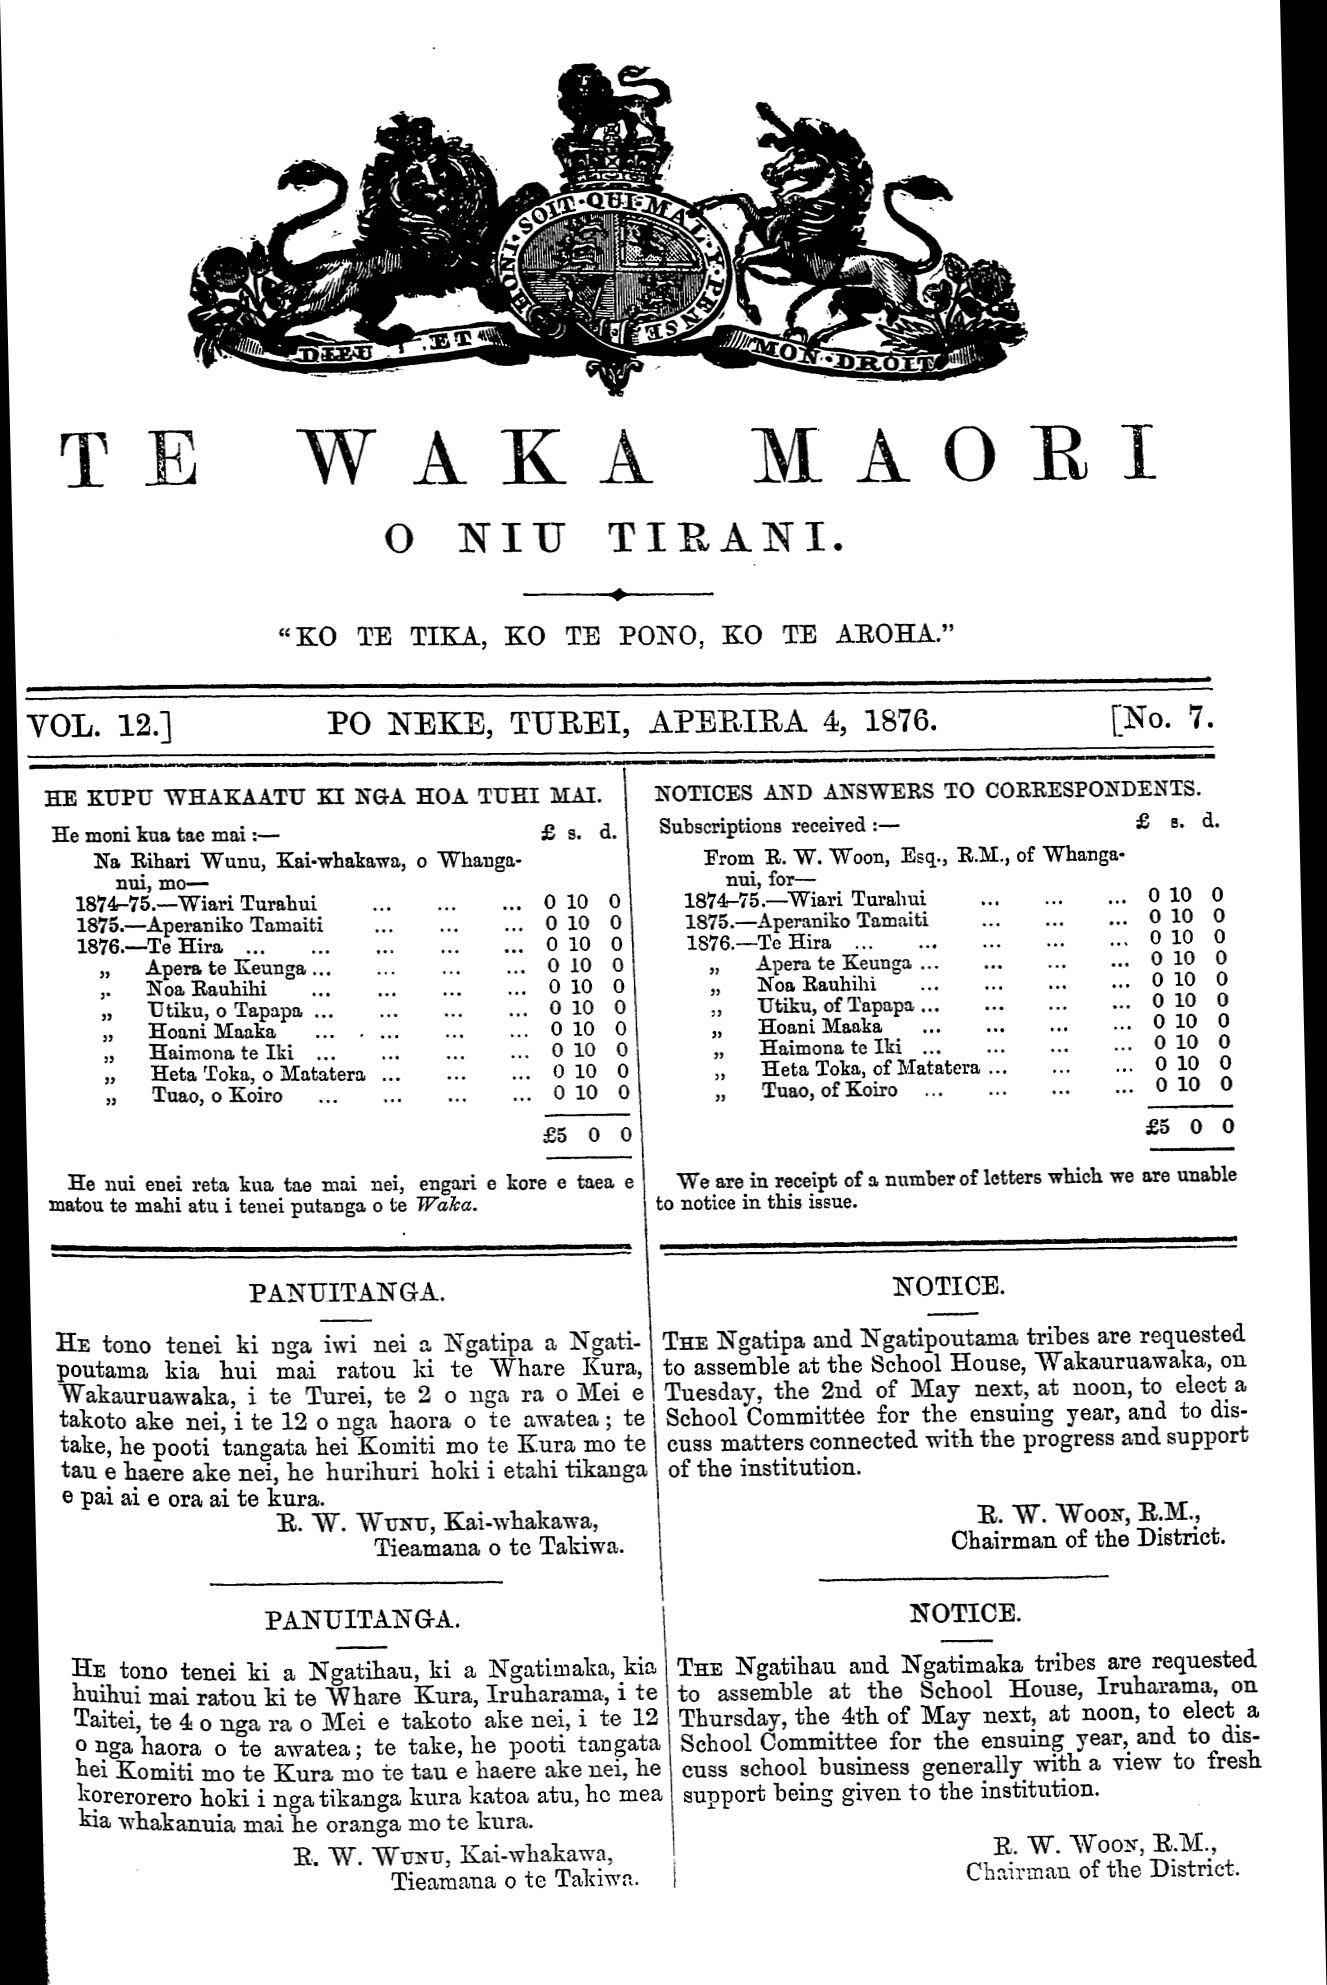 HONI·SOIT·QUI·MAL·Y·PENSE
DIEU ET MON·DROIT
TE WAKA MAORI
O NIU TIRANI.
"KO TE TIKA, KO TE PONO, KO TE AROHA."
VOL. 12.] PO NEKE, TUREI, APERIRA 4, 1876. [No. 7.
HE KUPU WHAKAATU KI NGA HOA TUHI MAI.
He moni kua tae mai :— £ s. d.
Na Rihari Wunu, Kai-whakawa, o Whanga-
nui, mo—
1874-75.—Wiari Turahui ... ... ... 0 10 0
1875.—Aperaniko Tamaiti ... ... ... 0 10 0
1876.—Te Hira ... ... ... ... ... 0 10 0
„ Apera te Keunga ... ... ... ... 0 10 0
„ Noa Rauhihi ... ... ... ... 0 10 0
„ Utiku, o Tapapa ... ... ... ... 0 10 0
„ Hoani Maaka ... ... ... ... 0 10 0
„ Haimona te Iki ... ... ... ... 0 10 0
„ Heta Toka, o Matatera ... ... ... 0 10 0
„ Tuao, o Koiro ... ... ... ... 0 10 0
£5 0 0
He nui enei reta kua tae mai nei, engari e kore e taea e
matou te mahi atu i tenei putanga o te Waka.
PANUITANGA.
HE tono tenei ki nga iwi nei a Ngatipa a Ngati-
poutama kia hui mai ratou ki te Whare Kura,
Wakauruawaka, i te Turei, te 2 o nga ra o Mei e
takoto ake nei, i te 12 o nga haora o te awatea; te
take, he pooti tangata hei Komiti mo te Kura mo te
tau e haere ake nei, he hurihuri hoki i etahi tikanga
e pai ai e ora ai te kura.
R. W. WUNU, Kai-whakawa,
Tieamana o te Takiwa.
PANUITANGA.
HE tono tenei ki a Ngatihau, ki a Ngatimaka, kia
huihui mai ratou ki te Whare Kura, Iruharama, i te
Taitei, te 4 o nga ra o Mei e takoto ake nei, i te 12
o nga haora o te awatea; te take, he pooti tangata
hei Komiti mo te Kura mo te tau e haere ake nei, he
korerorero hoki i nga tikanga kura katoa atu, he mea
kia whakanuia mai he oranga mo te kura.
R. W. WUNU, Kai-whakawa,
Tieamana o te Takiwa.
NOTICES AND ANSWERS TO CORRESPONDENTS.
Subscriptions received :— £ s. d.
From R. W. Woon, Esq., R.M., of Whanga-
nui, for—
1874-75.—Wiari Turahui ... ... ... 0 10 0
1875.—Aperaniko Tamaiti ... ... ... 0 10 0
1876.—Te Hira ... ... ... ... ... 0 10 0
„ Apera te Keunga ... ... ... ... 0 10 0
„ Noa Rauhihi ... ... ... ... 0 10 0
„ Utiku, of Tapapa ... ... ... ... 0 10 0
„ Hoani Maaka ... ... ... ... 0 10 0
„ Haimona te Iki ... ... ... ... 0 10 0
„ Heta Toka, of Matatera ... ... ... 0 10 0
„ Tuao, of Koiro ... ... ... ... 0 10 0
£5 0 0
We are in receipt of a number of letters which we are unable
to notice in this issue.
NOTICE.
THE Ngatipa and Ngatipoutama tribes are requested
to assemble at the School House, Wakauruawaka, on
Tuesday, the 2nd of May next, at noon, to elect a
School Committee for the ensuing year, and to dis-
cuss matters connected with the progress and support
of the institution.
R. W. WOON, R.M.,
Chairman of the District.
NOTICE.
THE Ngatihau and Ngatimaka tribes are requested
to assemble at the School House, Iruharama, on
Thursday, the 4th of May next, at noon, to elect a
School Committee for the ensuing year, and to dis-
cuss school business generally with a view to fresh
support being given to the institution.
R. W. WOON, R.M.,
Chairman of the District.